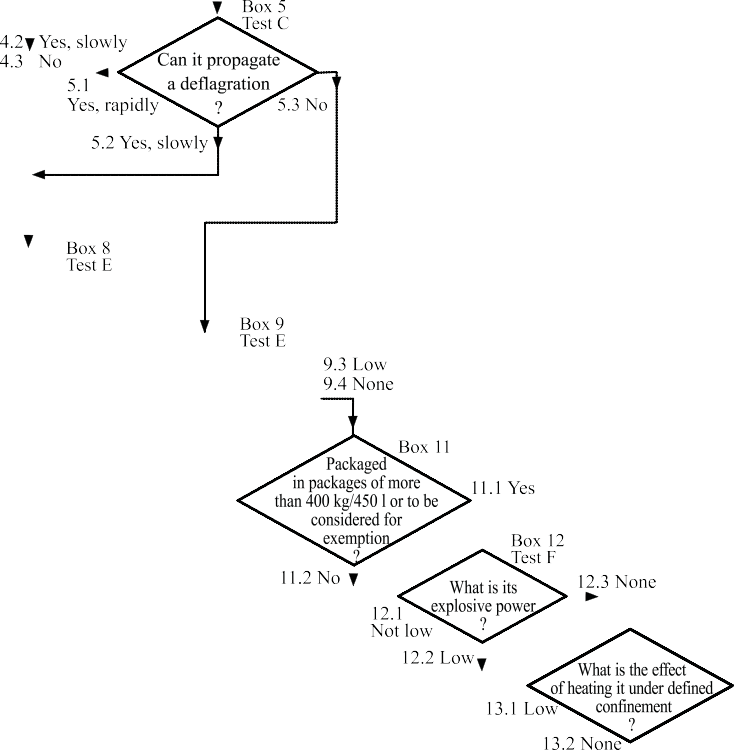 Box 5
Test C
4.2 Yes, slowly
4.3 No
Can it propagate
a deflagration
?
5.1
Yes, rapidly
5.3 No
5.2 Yes, slowly
Box 8
Test E
Box 9
Test E
9.3 Low
9.4 None
Box 11
Packaged
in packages of more
than 400 kg/450 l or to be
considered for
exemption
?
11.1 Yes
11.2 No
Box 12
Test F
What is its
explosive power
?
12.3 None
12.1
Not low
12.2 Low
What is the effect
of heating it under defined
confinement
?
13.1 Low
13.2 None